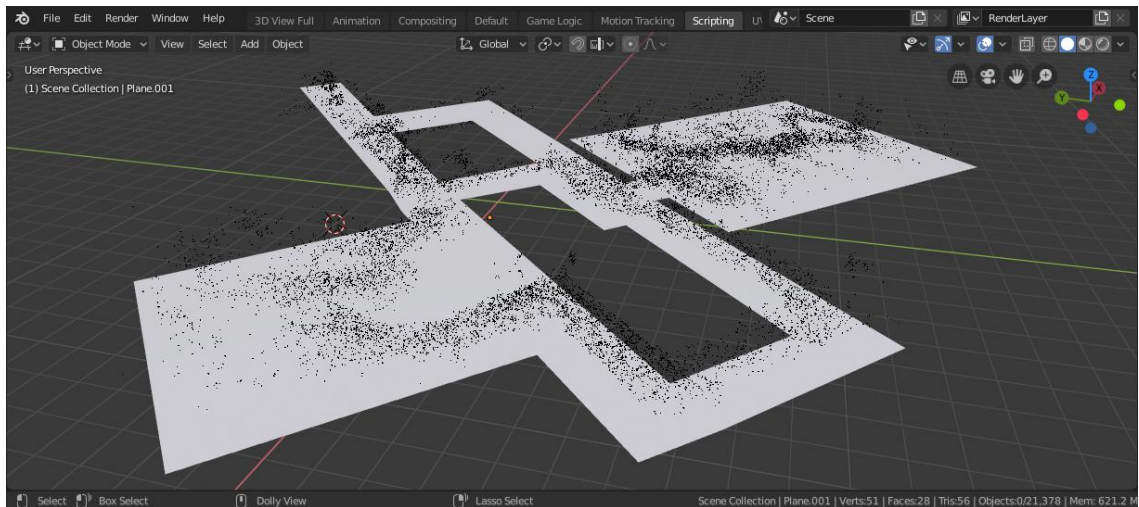 File Edit Render Window Help 3D View Full Animation Compositing Default Game Logic Motion Tracking Scripting Scene RenderLayer
Object Mode View Select Add Object Global
User Perspective
(1) Scene Collection | Plane.001
Z
X
Y
Select Box Select Dolly View Lasso Select Scene Collection | Plane.001 | Verts:51 | Faces:28 | Tris:56 | Objects:0/21,378 | Mem: 621.2 M